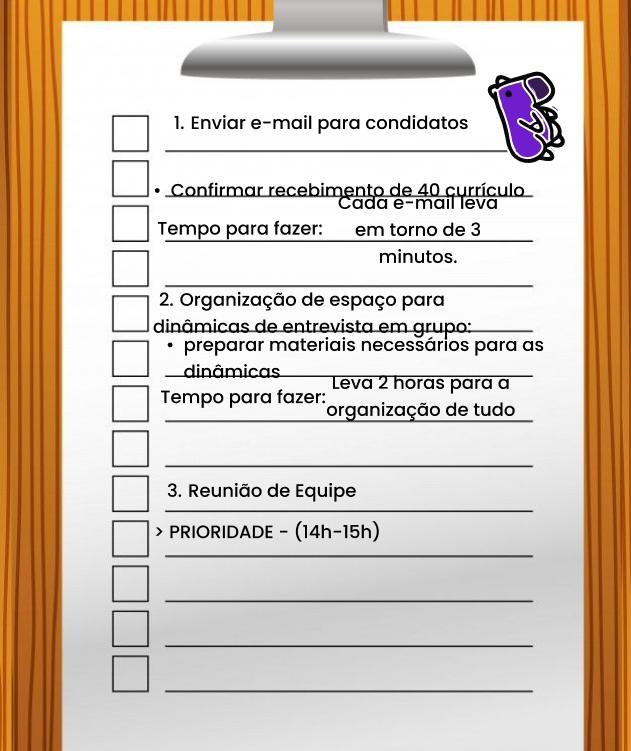 1. Enviar e-mail para candidatos
• Confirmar recebimento de 40 currículo
Tempo para fazer:
Cada e-mail leva
em torno de 3
minutos.
2. Organização de espaço para
dinâmicas de entrevista em grupo:
• preparar materiais necessários para as
dinâmicas
Tempo para fazer:
Leva 2 horas para a
organização de tudo
3. Reunião de Equipe
> PRIORIDADE - (14h-15h)